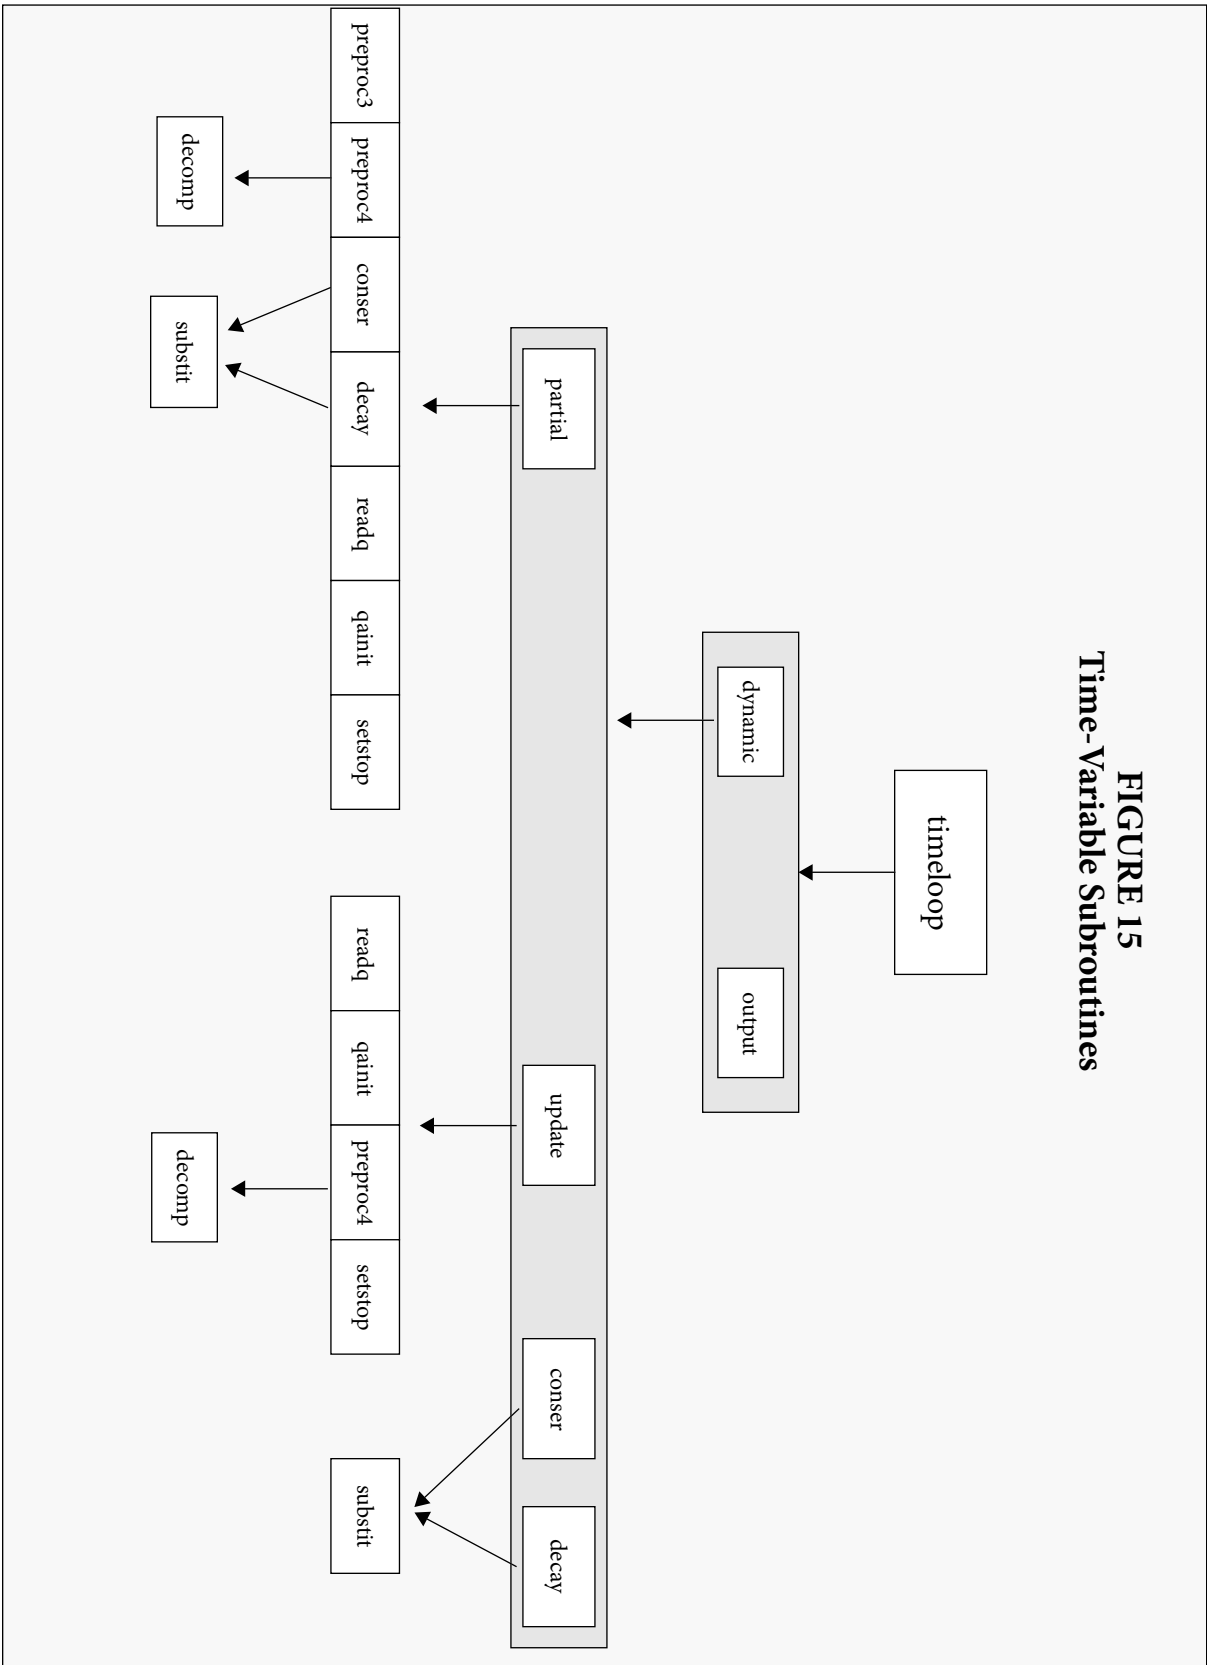 FIGURE 15
Time-Variable Subroutines
timeloop
dynamic
output
partial
update
conser
decay
preproc3
preproc4
conser
decay
readq
qainit
setstop
readq
qainit
preproc4
setstop
substit
decomp
substit
decomp